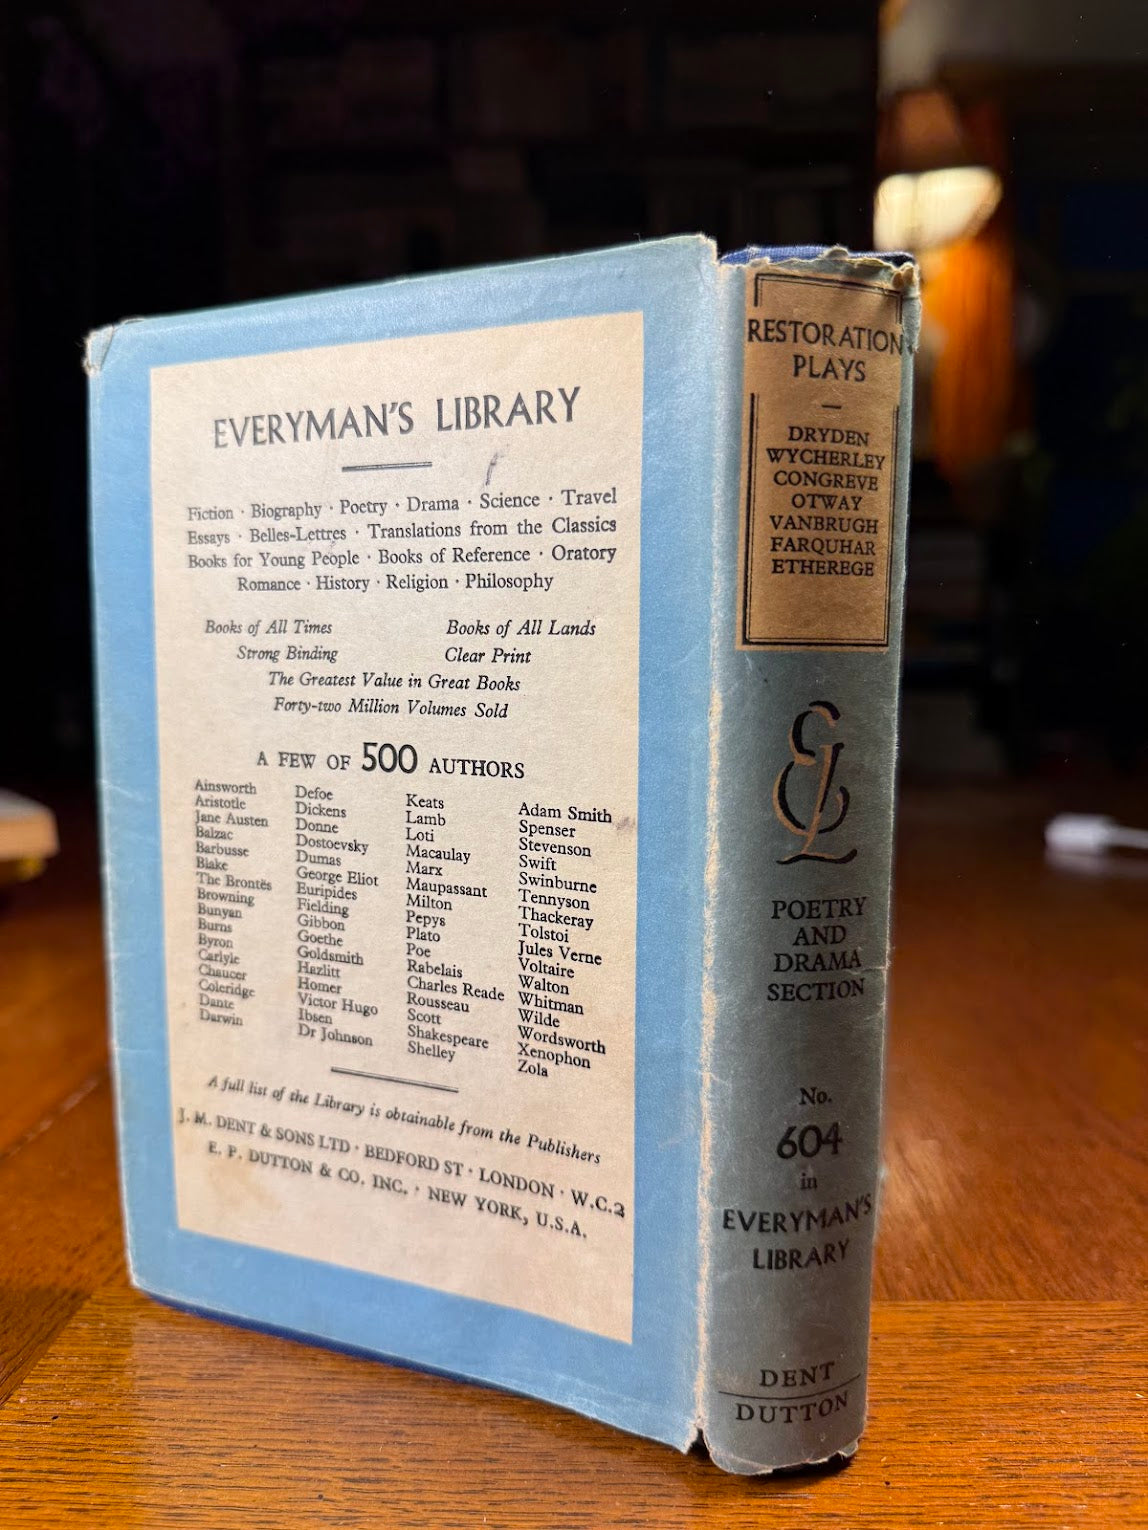 EVERYMAN'S LIBRARY
Fiction · Biography · Poetry · Drama · Science · Travel
Essays · Belles-Lettres · Translations from the Classics
Books for Young People · Books of Reference · Oratory
Romance · History · Religion · Philosophy
Books of All Times Books of All Lands
Strong Binding Clear Print
The Greatest Value in Great Books
Forty-two Million Volumes Sold
A FEW OF 500 AUTHORS
Ainsworth
Aristotle
Jane Austen
Balzac
Barbusse
Blake
The Brontës
Browning
Bunyan
Burns
Byron
Carlyle
Chaucer
Coleridge
Dante
Darwin
Defoe
Dickens
Donne
Dostoevsky
Dumas
George Eliot
Euripides
Fielding
Gibbon
Goethe
Goldsmith
Hazlitt
Homer
Victor Hugo
Ibsen
Dr Johnson
Keats
Lamb
Loti
Macaulay
Marx
Maupassant
Milton
Pepys
Plato
Poe
Rabelais
Charles Reade
Rousseau
Scott
Shakespeare
Shelley
Adam Smith
Spenser
Stevenson
Swift
Swinburne
Tennyson
Thackeray
Tolstoi
Jules Verne
Voltaire
Walton
Whitman
Wilde
Wordsworth
Xenophon
Zola
A full list of the Library is obtainable from the Publishers
J. M. DENT & SONS LTD · BEDFORD ST · LONDON · W.C.2
E. P. DUTTON & CO. INC. · NEW YORK, U.S.A.
RESTORATION
PLAYS
—
DRYDEN
WYCHERLEY
CONGREVE
OTWAY
VANBRUGH
FARQUHAR
ETHEREGE
EL
POETRY
AND
DRAMA
SECTION
No.
604
in
EVERYMAN'S
LIBRARY
DENT
DUTTON